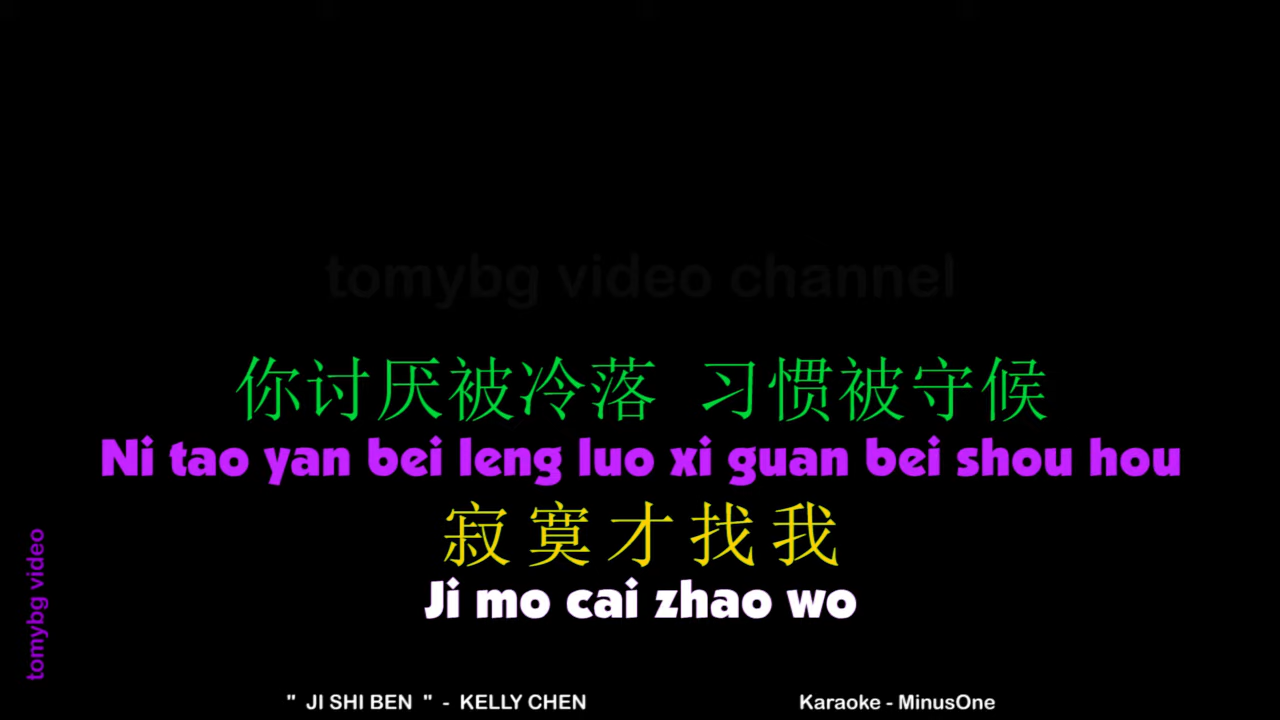 tomybg video channel
你讨厌被冷落 习惯被守候
Ni tao yan bei leng luo xi guan bei shou hou
寂寞才找我
Ji mo cai zhao wo
tomybg video
" JI SHI BEN " - KELLY CHEN Karaoke - MinusOne